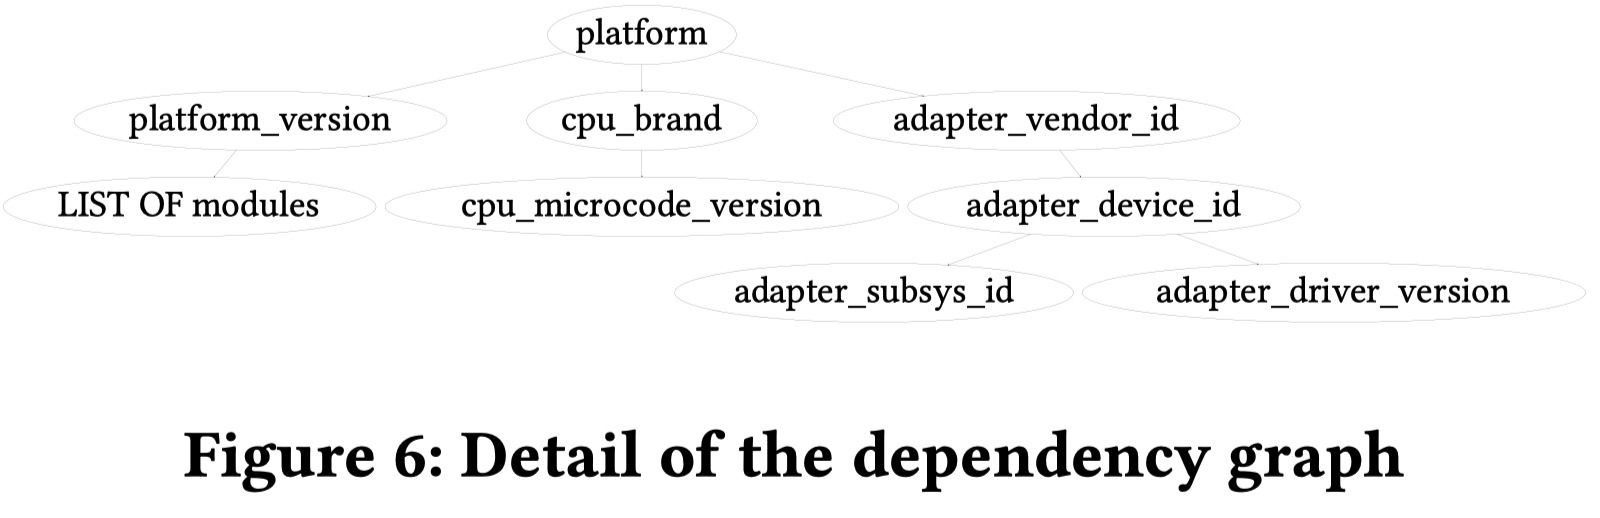 platform
platform_version
cpu_brand
adapter_vendor_id
LIST OF modules
cpu_microcode_version
adapter_device_id
adapter_subsys_id
adapter_driver_version
Figure 6: Detail of the dependency graph